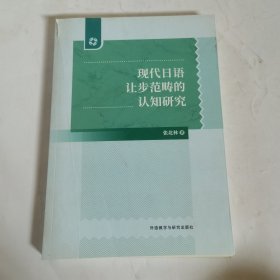 现代日语
让步范畴的
认知研究
张北林 著
外语教学与研究出版社